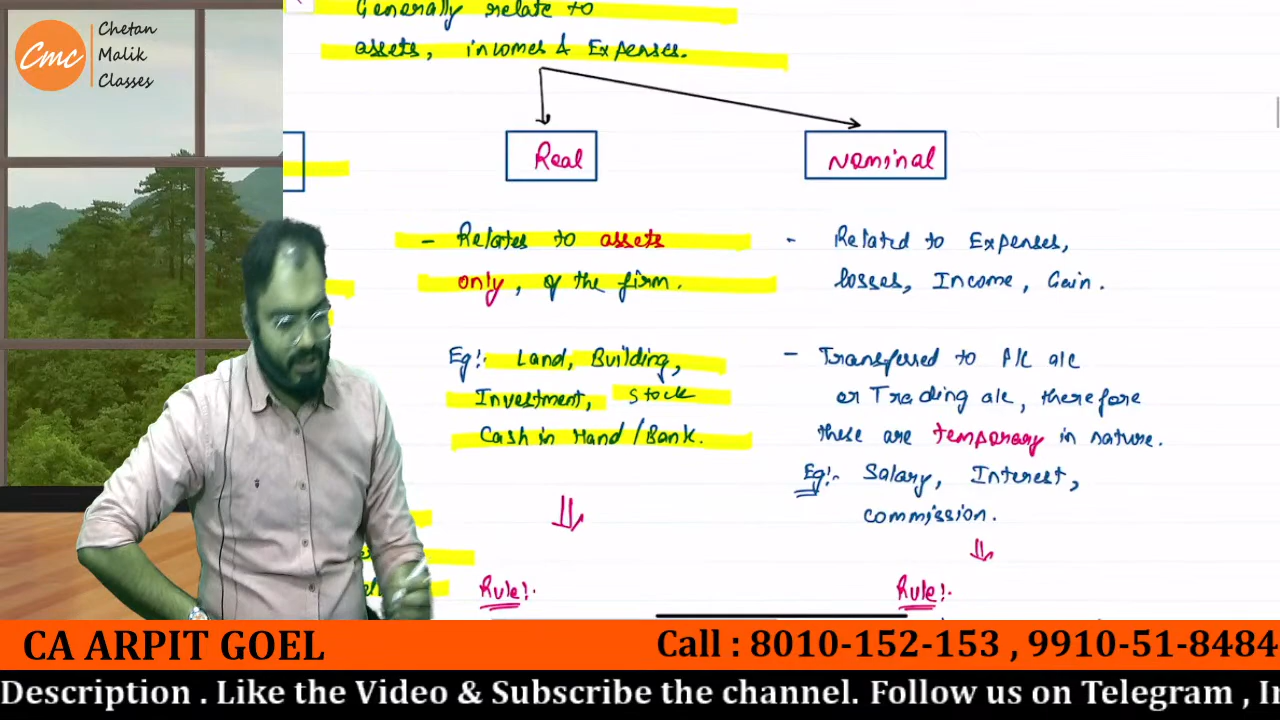 cmc
Chetan
Malik
Classes
Generally relate to
assets, incomes & Expenses.
Real
Nominal
- Relates to assets
only, of the firm.
Eg:- Land, Building,
Investment, Stock
Cash in Hand/Bank.
Rule:-
- Related to Expenses,
losses, Income, Gain.
- Transferred to P/L a/c
or Trading a/c, therefore
these are temporary in nature.
Eg:- Salary, Interest,
commission.
Rule:-
CA ARPIT GOEL
Call : 8010-152-153 , 9910-51-8484
Description . Like the Video & Subscribe the channel. Follow us on Telegram , In